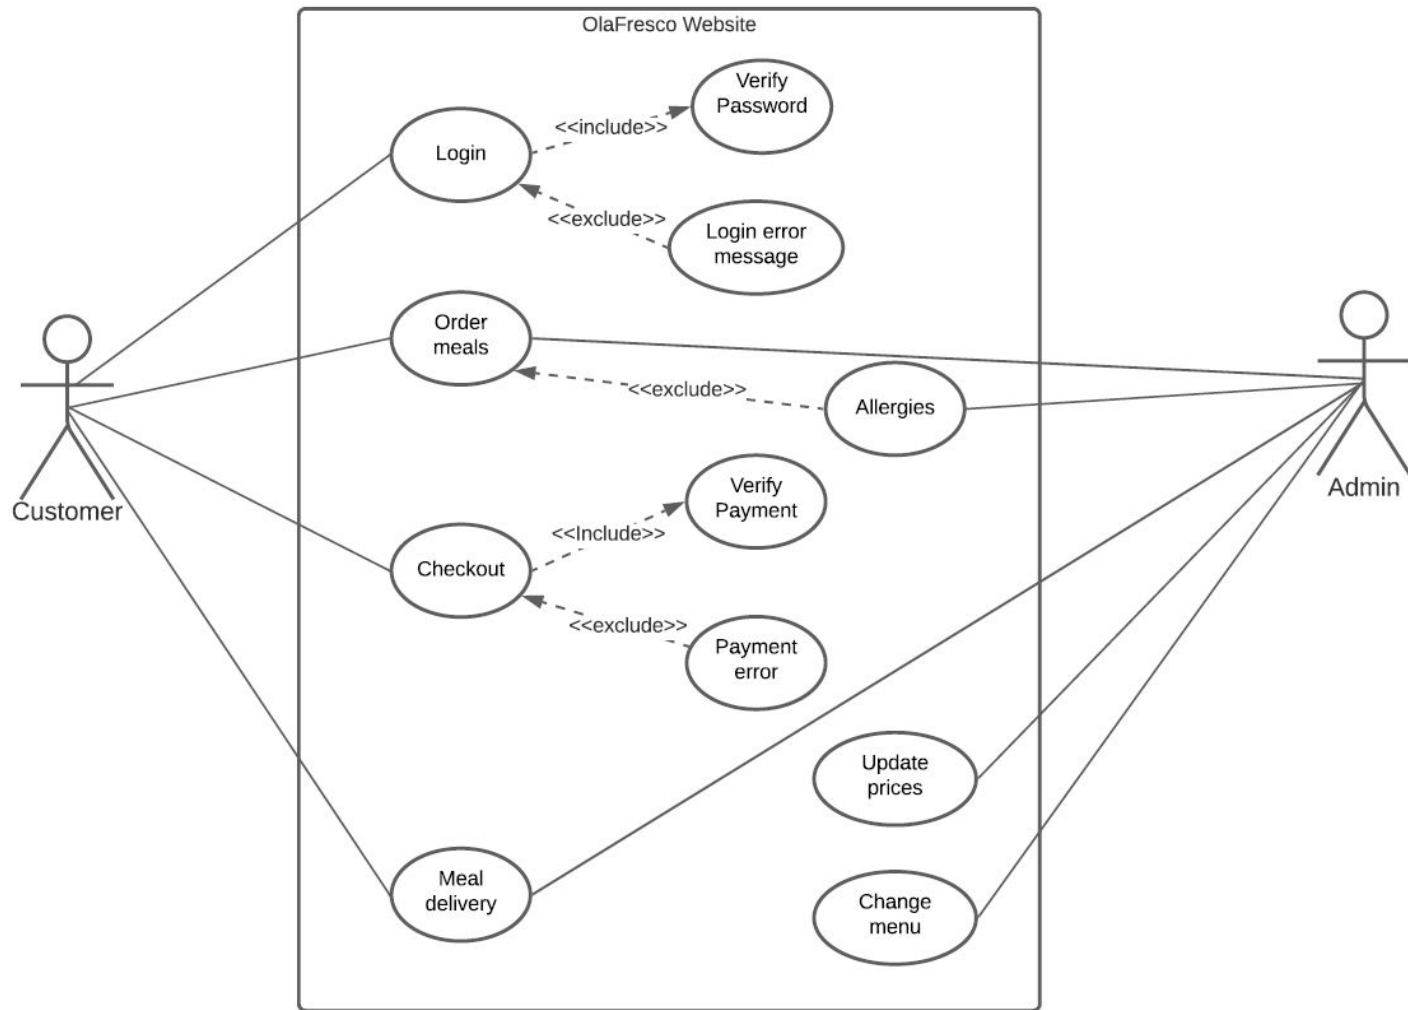 OlaFresco Website
Verify
Password
<<include>>
Login
<<exclude>>
Login error
message
Order
meals
<<exclude>>
Allergies
Customer
Admin
Verify
Payment
<<Include>>
Checkout
<<exclude>>
Payment
error
Update
prices
Meal
delivery
Change
menu